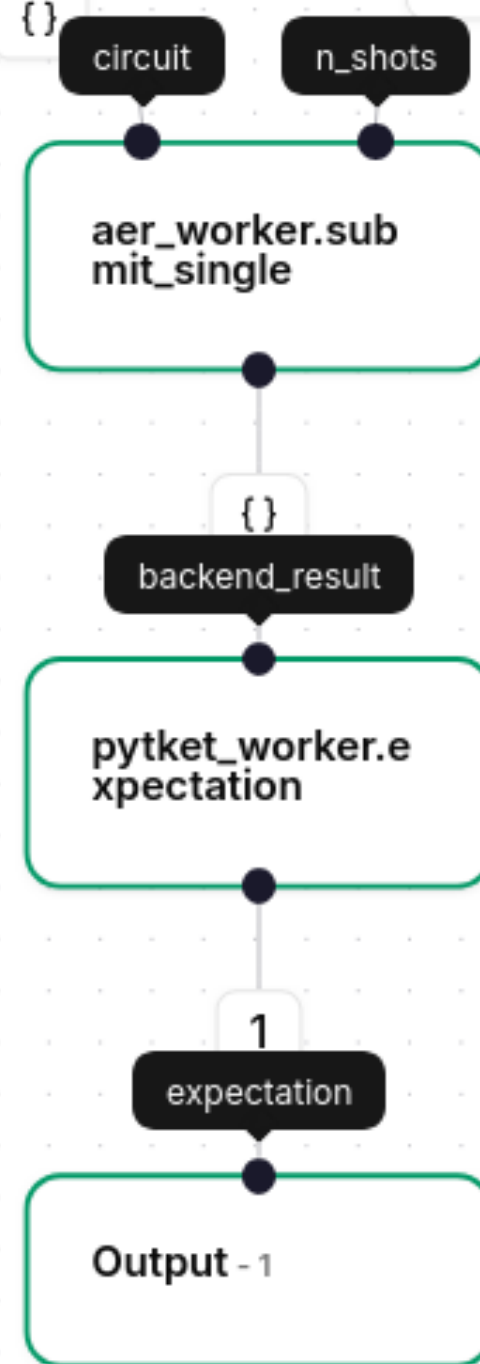 {}
circuit
n_shots
aer_worker.sub
mit_single
{}
backend_result
pytket_worker.e
xpectation
1
expectation
Output - 1